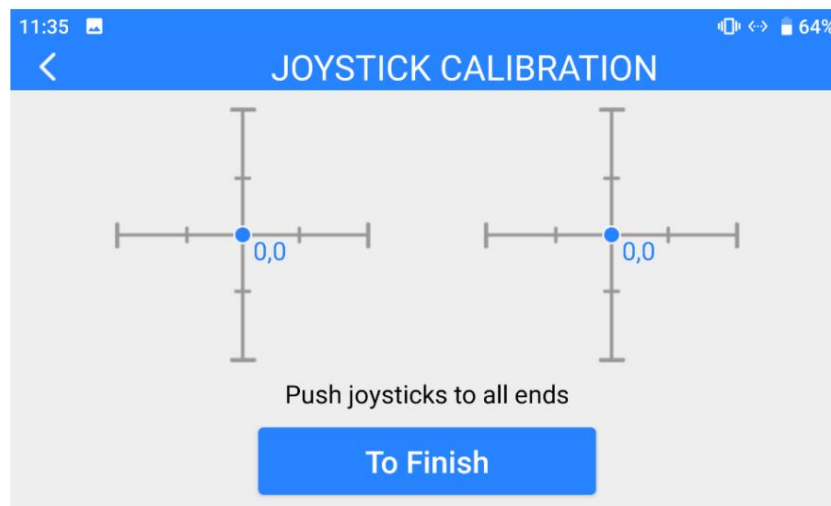 11:35 64%
JOYSTICK CALIBRATION
0,0 0,0
Push joysticks to all ends
To Finish